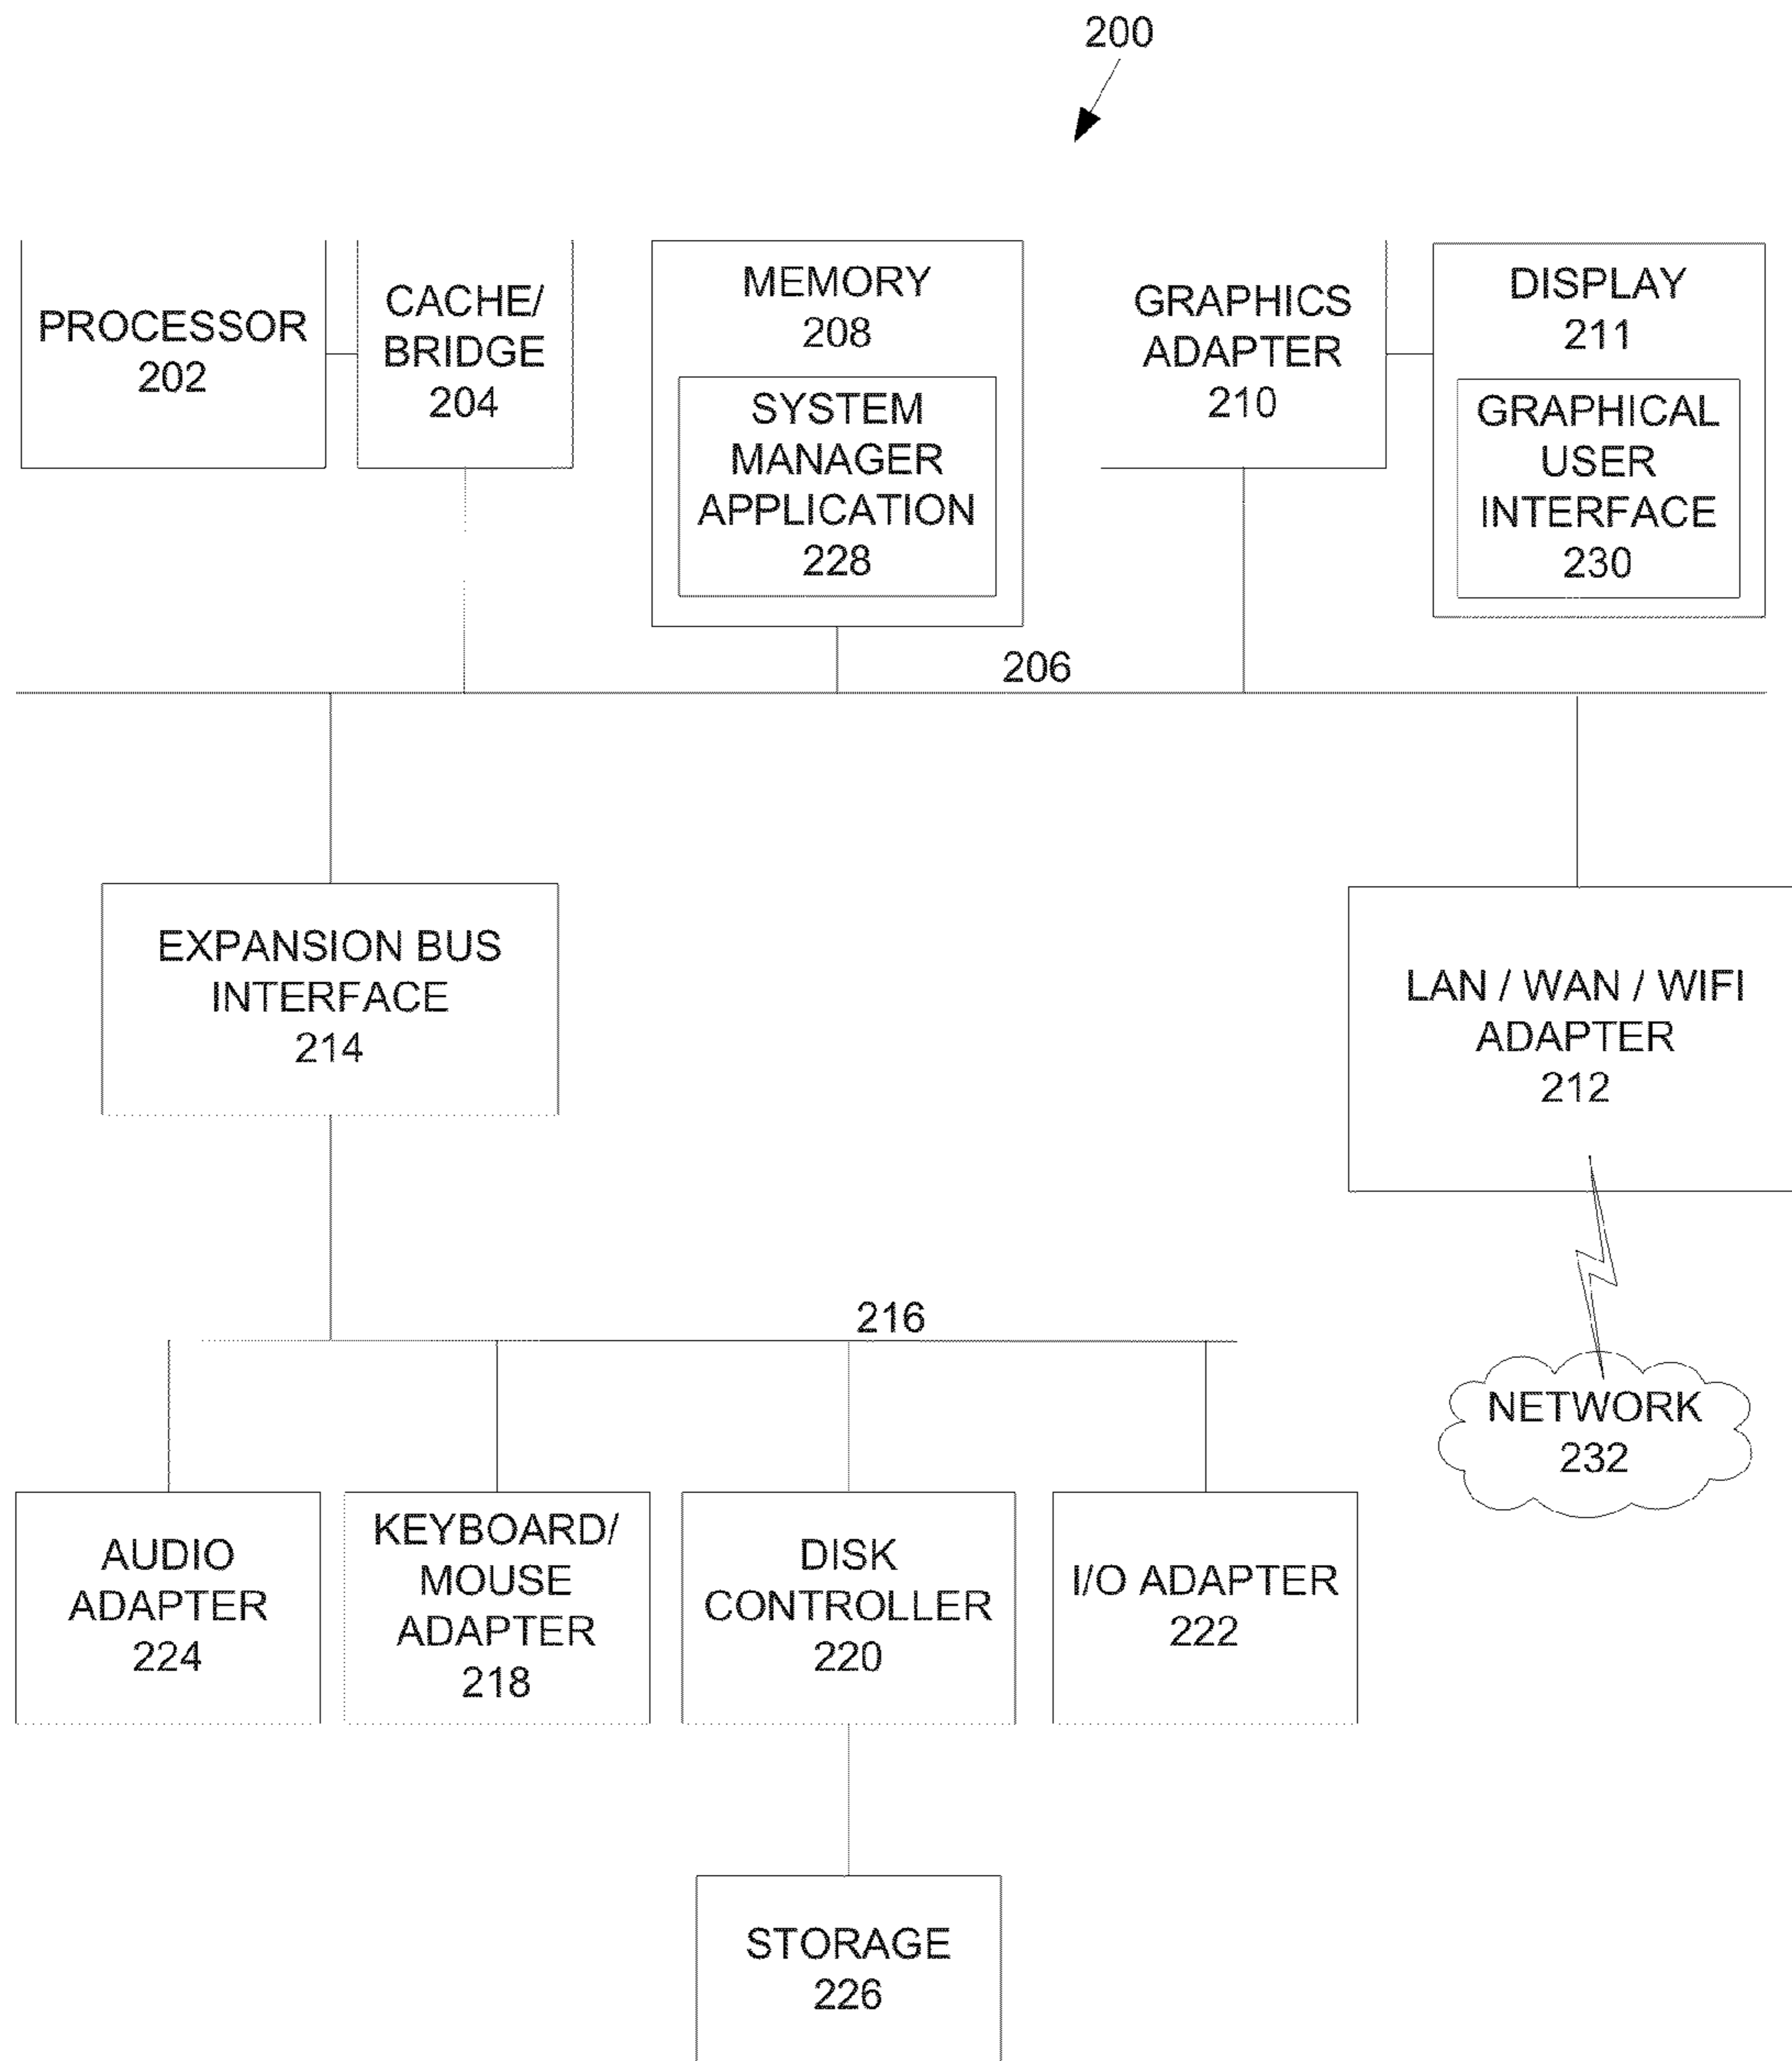 200
PROCESSOR
202
CACHE/
BRIDGE
204
MEMORY
208
SYSTEM
MANAGER
APPLICATION
228
GRAPHICS
ADAPTER
210
DISPLAY
211
GRAPHICAL
USER
INTERFACE
230
206
EXPANSION BUS
INTERFACE
214
LAN / WAN / WIFI
ADAPTER
212
216
NETWORK
232
AUDIO
ADAPTER
224
KEYBOARD/
MOUSE
ADAPTER
218
DISK
CONTROLLER
220
I/O ADAPTER
222
STORAGE
226